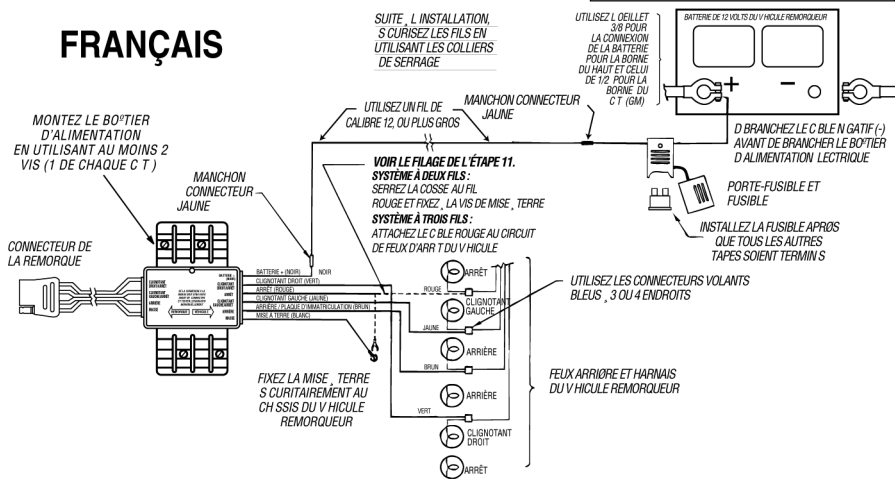 FRANÇAIS
SUITE ¸ L INSTALLATION,
S CURISEZ LES FILS EN
UTILISANT LES COLLIERS
DE SERRAGE
UTILISEZ L OEILLET
3/8 POUR
LA CONNEXION
DE LA BATTERIE
POUR LA BORNE
DU HAUT ET CELUI
DE 1/2 POUR LA
BORNE DU
C T (GM)
BATTERIE DE 12 VOLTS DU V HICULE REMORQUEUR
+
−
MONTEZ LE BOºTIER
D'ALIMENTATION
EN UTILISANT AU MOINS 2
VIS (1 DE CHAQUE C T )
UTILISEZ UN FIL DE
CALIBRE 12, OU PLUS GROS
MANCHON CONNECTEUR
JAUNE
D BRANCHEZ LE C BLE N GATIF (-)
AVANT DE BRANCHER LE BOºTIER
D ALIMENTATION LECTRIQUE
MANCHON
CONNECTEUR
JAUNE
VOIR LE FILAGE DE L'ÉTAPE 11.
SYSTÈME À DEUX FILS :
SERREZ LA COSSE AU FIL
ROUGE ET FIXEZ ¸ LA VIS DE MISE ¸ TERRE
SYSTÈME À TROIS FILS :
ATTACHEZ LE C BLE ROUGE AU CIRCUIT
DE FEUX D'ARR T DU V HICULE
PORTE-FUSIBLE ET
FUSIBLE
INSTALLEZ LA FUSIBLE APRØS
QUE TOUS LES AUTRES
TAPES SOIENT TERMIN S
CONNECTEUR DE
LA REMORQUE
BATTERIE + (NOIR)
NOIR
CLIGNOTANT DROIT (VERT)
ARRÊT (ROUGE)
CLIGNOTANT GAUCHE (JAUNE)
ARRIÈRE / PLAQUE D'IMMATRICULATION (BRUN)
MISE À TERRE (BLANC)
REMORQUE
VÉHICULE
ROUGE
ARRÊT
CLIGNOTANT
GAUCHE
JAUNE
ARRIÈRE
BRUN
ARRIÈRE
VERT
CLIGNOTANT
DROIT
ARRÊT
UTILISEZ LES CONNECTEURS VOLANTS
BLEUS ¸ 3 OU 4 ENDROITS
FEUX ARRIØRE ET HARNAIS
DU V HICULE REMORQUEUR
FIXEZ LA MISE ¸ TERRE
S CURITAIREMENT AU
CH SSIS DU V HICULE
REMORQUEUR